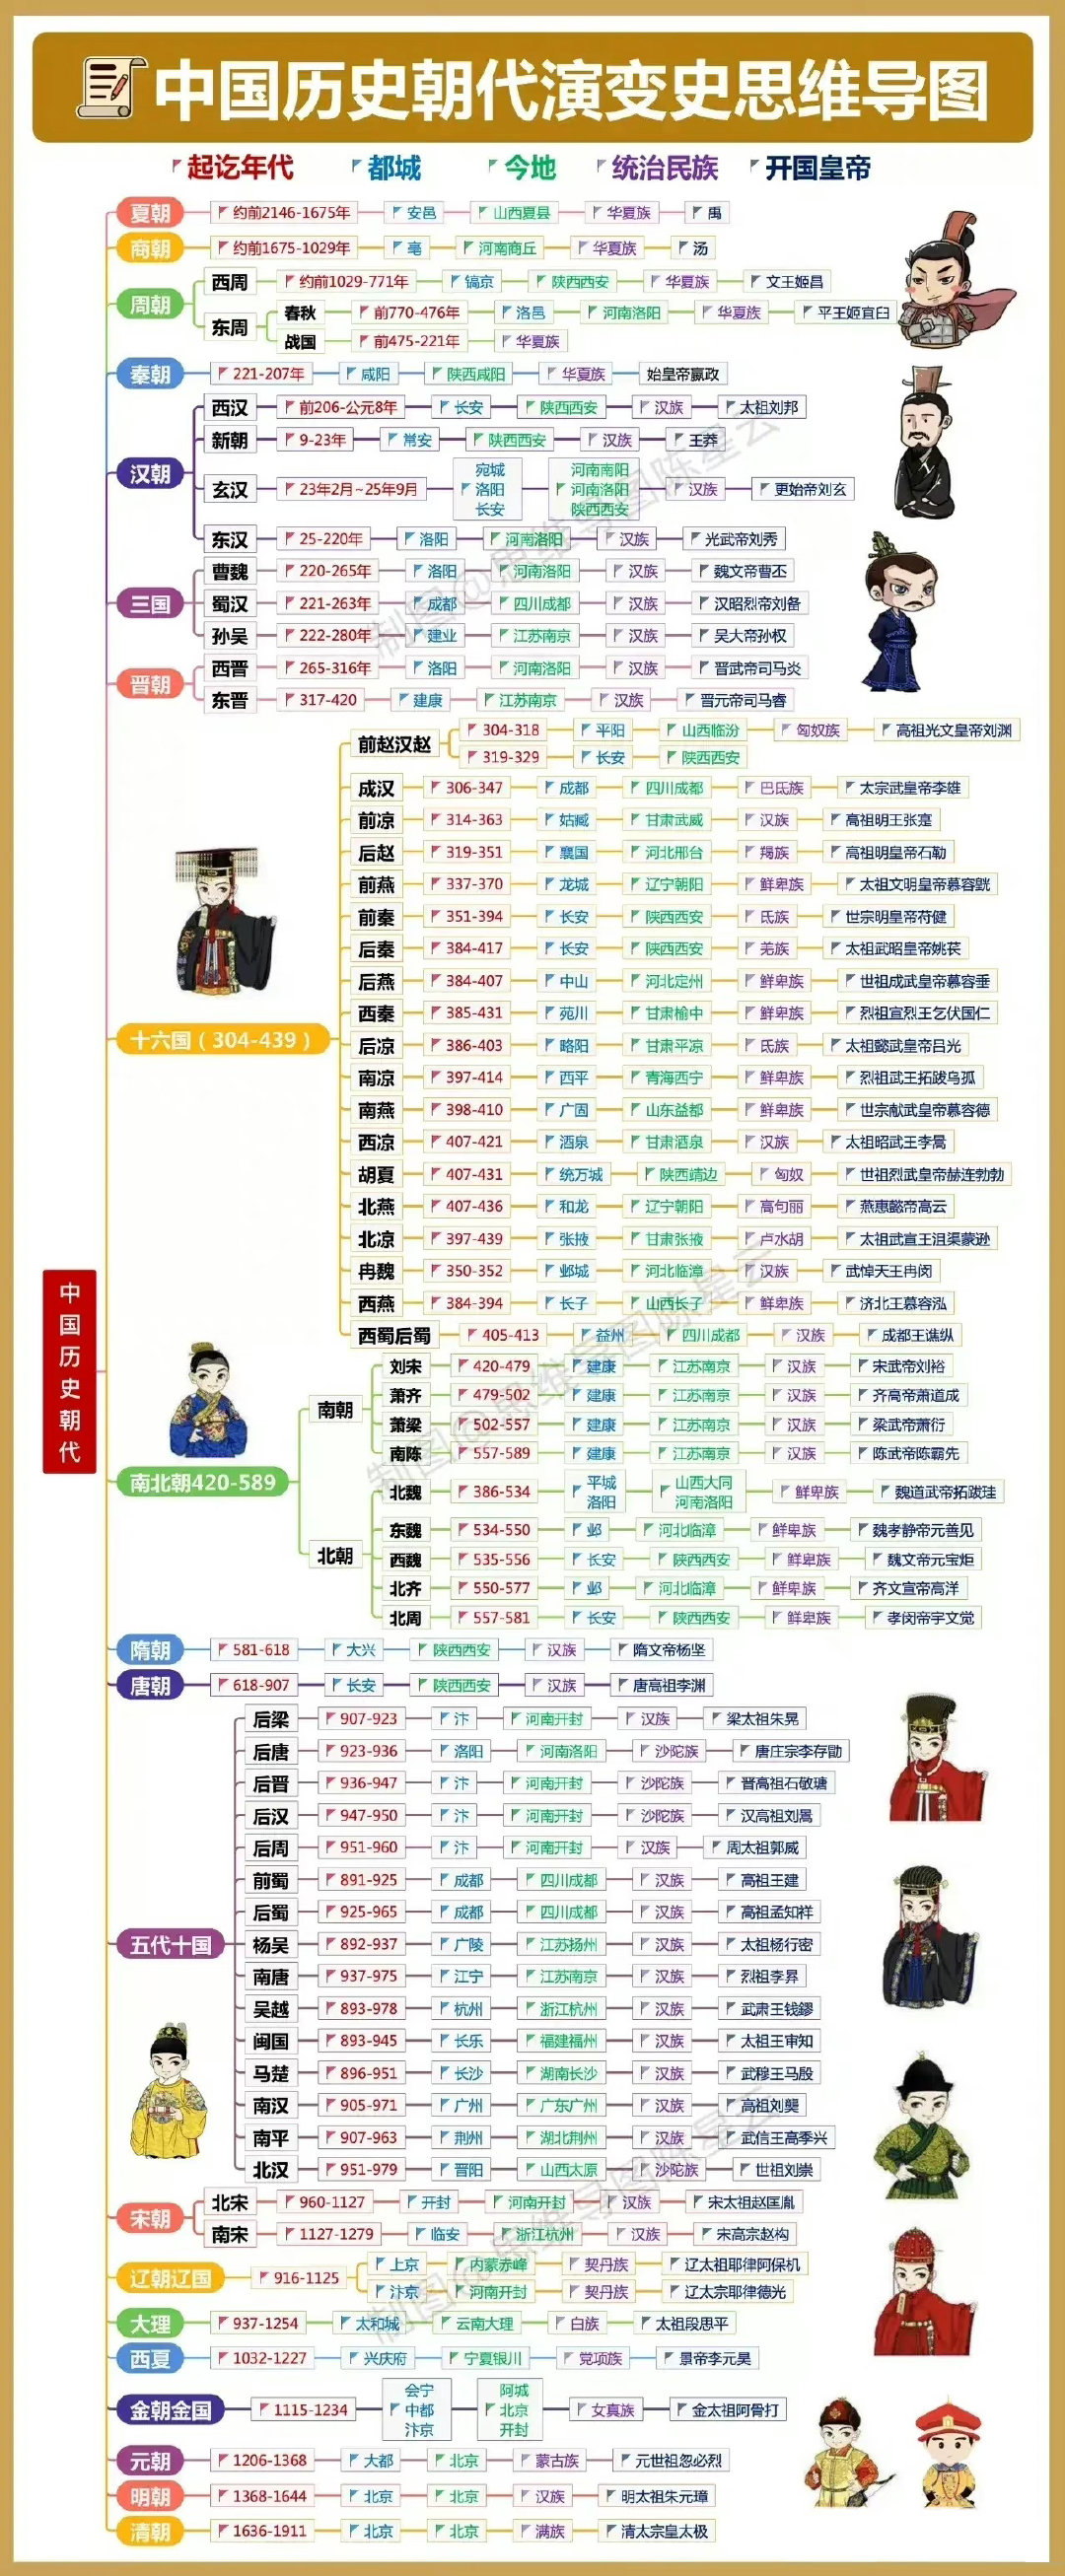 中国历史朝代演变史思维导图
起讫年代 都城 今地 统治民族 开国皇帝
中国历史朝代
夏朝 约前2146-1675年 安邑 山西夏县 华夏族 禹
商朝 约前1675-1029年 亳 河南商丘 华夏族 汤
周朝
西周 约前1029-771年 镐京 陕西西安 华夏族 文王姬昌
东周
春秋 前770-476年 洛邑 河南洛阳 华夏族 平王姬宜臼
战国 前475-221年 华夏族
秦朝 221-207年 咸阳 陕西咸阳 华夏族 始皇帝嬴政
汉朝
西汉 前206-公元8年 长安 陕西西安 汉族 太祖刘邦
新朝 9-23年 常安 陕西西安 汉族 王莽
玄汉 23年2月~25年9月 宛城 洛阳 长安 河南南阳 河南洛阳 陕西西安 汉族 更始帝刘玄
东汉 25-220年 洛阳 河南洛阳 汉族 光武帝刘秀
三国
曹魏 220-265年 洛阳 河南洛阳 汉族 魏文帝曹丕
蜀汉 221-263年 成都 四川成都 汉族 汉昭烈帝刘备
孙吴 222-280年 建业 江苏南京 汉族 吴大帝孙权
晋朝
西晋 265-316年 洛阳 河南洛阳 汉族 晋武帝司马炎
东晋 317-420 建康 江苏南京 汉族 晋元帝司马睿
十六国（304-439）
前赵汉赵 304-318 平阳 山西临汾 匈奴族 高祖光文皇帝刘渊
319-329 长安 陕西西安
成汉 306-347 成都 四川成都 巴氐族 太宗武皇帝李雄
前凉 314-363 姑臧 甘肃武威 汉族 高祖明王张寔
后赵 319-351 襄国 河北邢台 羯族 高祖明皇帝石勒
前燕 337-370 龙城 辽宁朝阳 鲜卑族 太祖文明皇帝慕容皝
前秦 351-394 长安 陕西西安 氐族 世宗明皇帝苻健
后秦 384-417 长安 陕西西安 羌族 太祖武昭皇帝姚苌
后燕 384-407 中山 河北定州 鲜卑族 世祖成武皇帝慕容垂
西秦 385-431 苑川 甘肃榆中 鲜卑族 烈祖宣烈王乞伏国仁
后凉 386-403 略阳 甘肃平凉 氐族 太祖懿武皇帝吕光
南凉 397-414 西平 青海西宁 鲜卑族 烈祖武王拓跋乌孤
南燕 398-410 广固 山东益都 鲜卑族 世宗献武皇帝慕容德
西凉 407-421 酒泉 甘肃酒泉 汉族 太祖昭武王李暠
胡夏 407-431 统万城 陕西靖边 匈奴 世祖烈武皇帝赫连勃勃
北燕 407-436 和龙 辽宁朝阳 高句丽 燕惠懿帝高云
北凉 397-439 张掖 甘肃张掖 卢水胡 太祖武宣王沮渠蒙逊
冉魏 350-352 邺城 河北临漳 汉族 武悼天王冉闵
西燕 384-394 长子 山西长子 鲜卑族 济北王慕容泓
西蜀后蜀 405-413 益州 四川成都 汉族 成都王谯纵
南北朝420-589
南朝
刘宋 420-479 建康 江苏南京 汉族 宋武帝刘裕
萧齐 479-502 建康 江苏南京 汉族 齐高帝萧道成
萧梁 502-557 建康 江苏南京 汉族 梁武帝萧衍
南陈 557-589 建康 江苏南京 汉族 陈武帝陈霸先
北朝
北魏 386-534 平城 洛阳 山西大同 河南洛阳 鲜卑族 魏道武帝拓跋珪
东魏 534-550 邺 河北临漳 鲜卑族 魏孝静帝元善见
西魏 535-556 长安 陕西西安 鲜卑族 魏文帝元宝炬
北齐 550-577 邺 河北临漳 鲜卑族 齐文宣帝高洋
北周 557-581 长安 陕西西安 鲜卑族 孝闵帝宇文觉
隋朝 581-618 大兴 陕西西安 汉族 隋文帝杨坚
唐朝 618-907 长安 陕西西安 汉族 唐高祖李渊
五代十国
后梁 907-923 汴 河南开封 汉族 梁太祖朱晃
后唐 923-936 洛阳 河南洛阳 沙陀族 唐庄宗李存勖
后晋 936-947 汴 河南开封 沙陀族 晋高祖石敬瑭
后汉 947-950 汴 河南开封 沙陀族 汉高祖刘暠
后周 951-960 汴 河南开封 汉族 周太祖郭威
前蜀 891-925 成都 四川成都 汉族 高祖王建
后蜀 925-965 成都 四川成都 汉族 高祖孟知祥
杨吴 892-937 广陵 江苏扬州 汉族 太祖杨行密
南唐 937-975 江宁 江苏南京 汉族 烈祖李昪
吴越 893-978 杭州 浙江杭州 汉族 武肃王钱鏐
闽国 893-945 长乐 福建福州 汉族 太祖王审知
马楚 896-951 长沙 湖南长沙 汉族 武穆王马殷
南汉 905-971 广州 广东广州 汉族 高祖刘龑
南平 907-963 荆州 湖北荆州 汉族 武信王高季兴
北汉 951-979 晋阳 山西太原 沙陀族 世祖刘崇
宋朝
北宋 960-1127 开封 河南开封 汉族 宋太祖赵匡胤
南宋 1127-1279 临安 浙江杭州 汉族 宋高宗赵构
辽朝辽国 916-1125 上京 内蒙赤峰 契丹族 辽太祖耶律阿保机
汴京 河南开封 契丹族 辽太宗耶律德光
大理 937-1254 太和城 云南大理 白族 太祖段思平
西夏 1032-1227 兴庆府 宁夏银川 党项族 景帝李元昊
金朝金国 1115-1234 会宁 中都 汴京 阿城 北京 开封 女真族 金太祖阿骨打
元朝 1206-1368 大都 北京 蒙古族 元世祖忽必烈
明朝 1368-1644 北京 北京 汉族 明太祖朱元璋
清朝 1636-1911 北京 北京 满族 清太宗皇太极
制图@思维导图陈星云
制图@思维导图陈星云
制图@思维导图陈星云